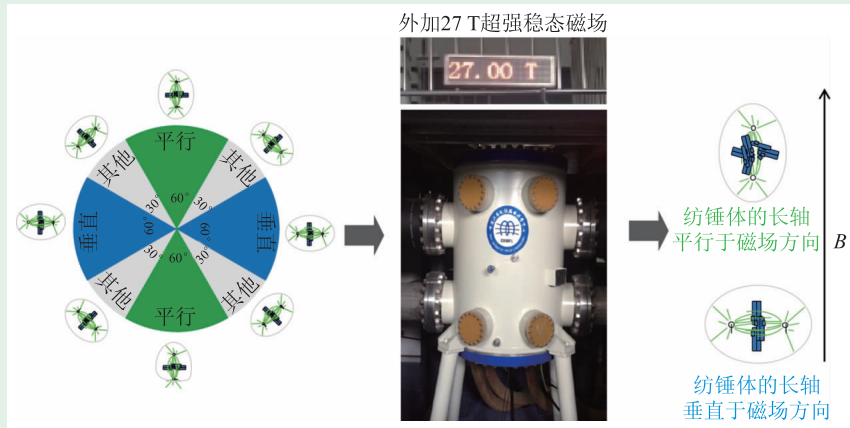 外加27 T超强稳态磁场
27.00 T
平行
其他
其他
垂直
垂直
60°
30°
30°
60°
60°
30°
30°
60°
其他
其他
平行
纺锤体的长轴
平行于磁场方向
B
纺锤体的长轴
垂直于磁场方向